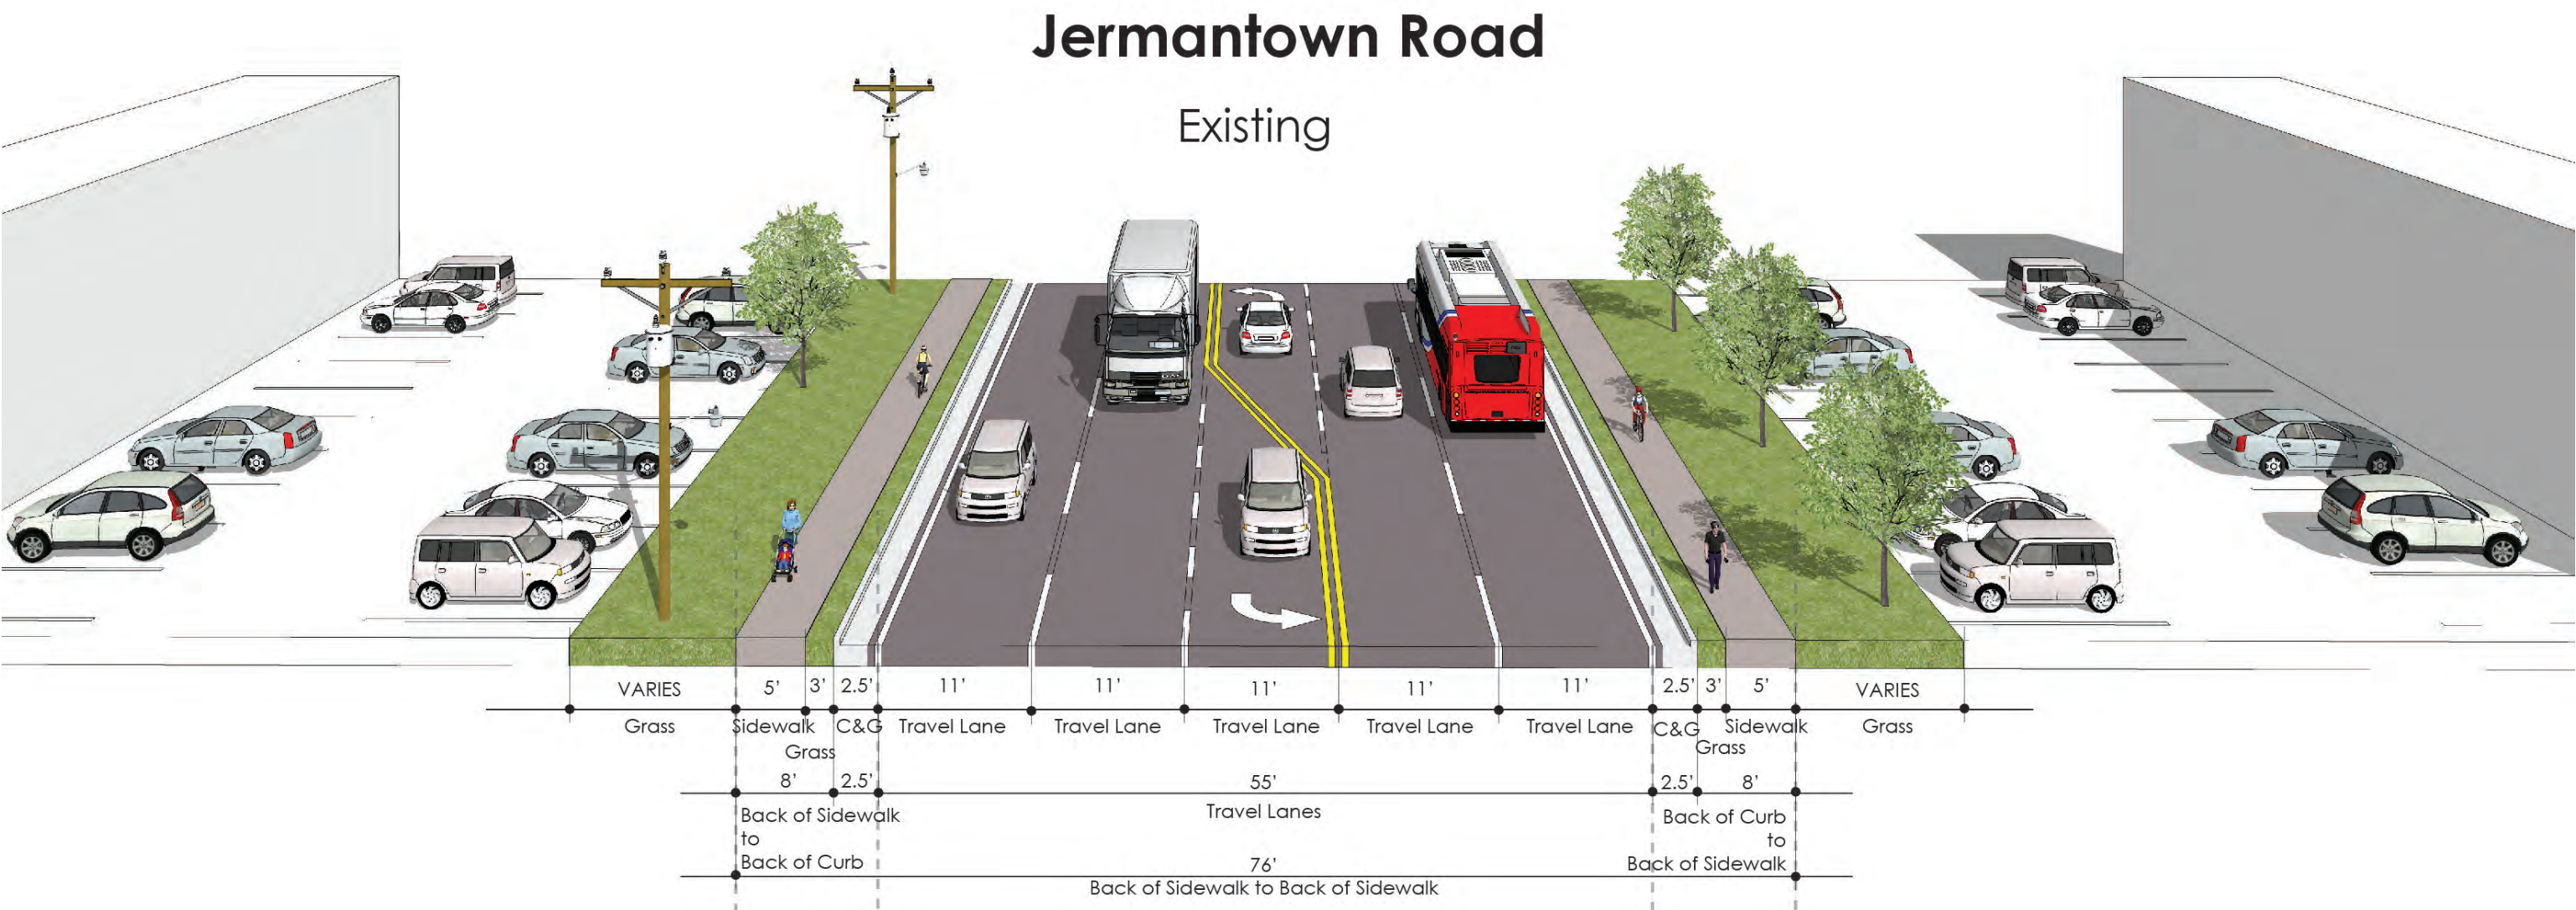 Jermantown Road
Existing
VARIES 5' 3' 2.5' 11' 11' 11' 11' 11' 2.5' 3' 5' VARIES
Grass Sidewalk C&G Travel Lane Travel Lane Travel Lane Travel Lane Travel Lane C&G Sidewalk Grass
Grass Grass
8' 2.5' 55' 2.5' 8'
Back of Sidewalk Travel Lanes Back of Curb
to to
Back of Curb 76' Back of Sidewalk
Back of Sidewalk to Back of Sidewalk